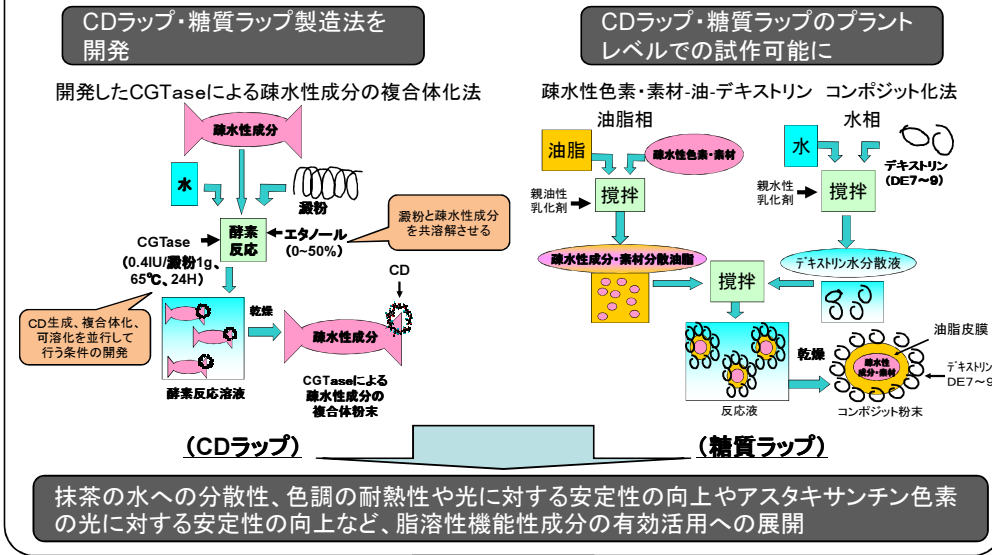 CDラップ・糖質ラップ製造法を
開発
開発したCGTaseによる疎水性成分の複合体化法
疎水性成分
水
澱粉
酵素
反応
CGTase
(0.4IU/澱粉1g、
65℃、24H)
エタノール
(0~50%)
澱粉と疎水性成分
を共溶解させる
CD生成、複合体化、
可溶化を並行して
行う条件の開発
酵素反応溶液
乾燥
CD
疎水性成分
CGTaseによる
疎水性成分の
複合体粉末
(CDラップ)
CDラップ・糖質ラップのプラント
レベルでの試作可能に
疎水性色素・素材-油-デキストリン コンポジット化法
油脂相
水相
油脂
疎水性色素・素材
水
デキストリン
(DE7~9)
親油性
乳化剤
撹拌
親水性
乳化剤
撹拌
疎水性成分・素材分散油脂
撹拌
デキストリン水分散液
反応液
乾燥
疎水性
成分・素材
油脂皮膜
デキストリン
DE7~9
コンポジット粉末
(糖質ラップ)
抹茶の水への分散性、色調の耐熱性や光に対する安定性の向上やアスタキサンチン色素
の光に対する安定性の向上など、脂溶性機能性成分の有効活用への展開